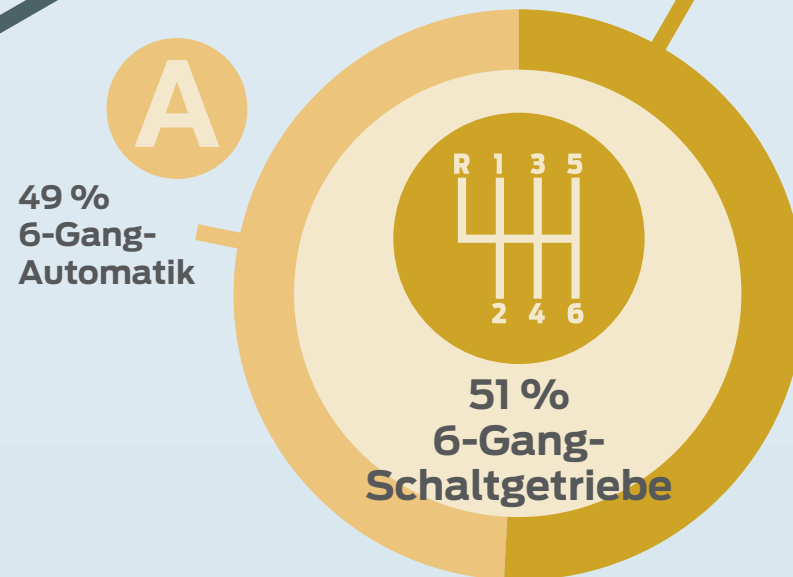 A
49 %
6-Gang-
Automatik
R 1 3 5
2 4 6
51 %
6-Gang-
Schaltgetriebe